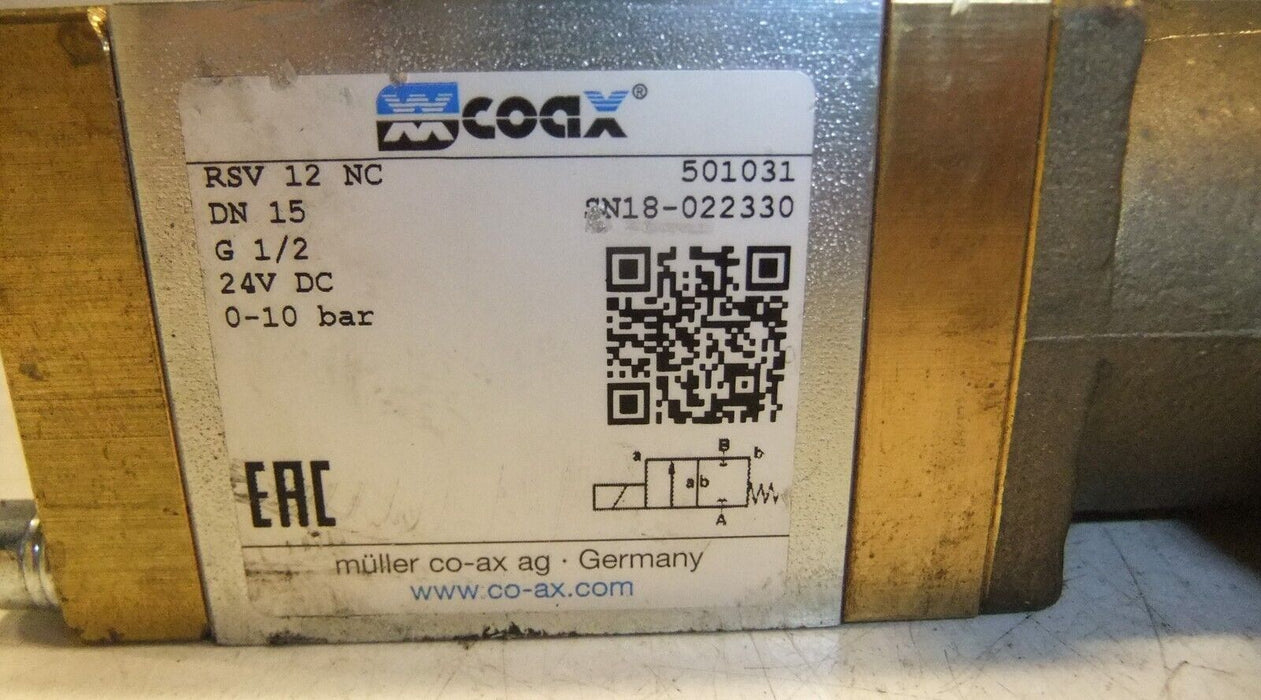 coax®
RSV 12 NC 501031
DN 15 SN18-022330
G 1/2
24V DC
0-10 bar
B
a b
a b
A
EAC
müller co-ax ag · Germany
www.co-ax.com